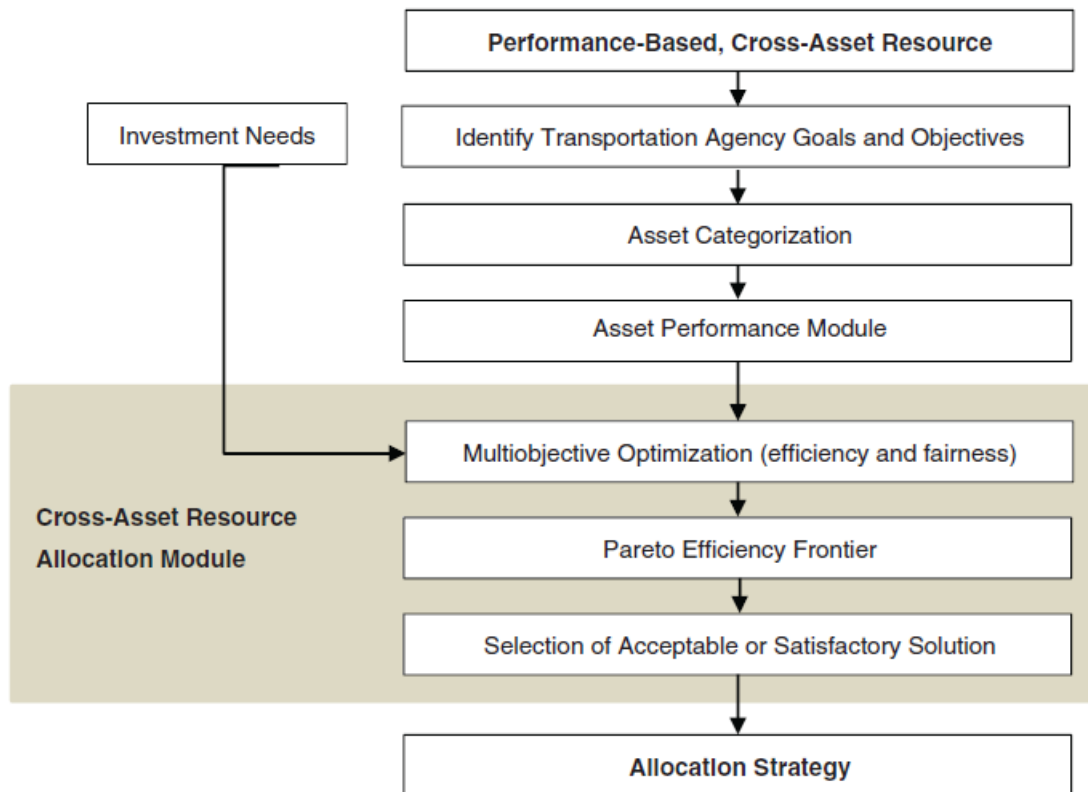 Performance-Based, Cross-Asset Resource
Investment Needs
Identify Transportation Agency Goals and Objectives
Asset Categorization
Asset Performance Module
Multiobjective Optimization (efficiency and fairness)
Cross-Asset Resource
Allocation Module
Pareto Efficiency Frontier
Selection of Acceptable or Satisfactory Solution
Allocation Strategy